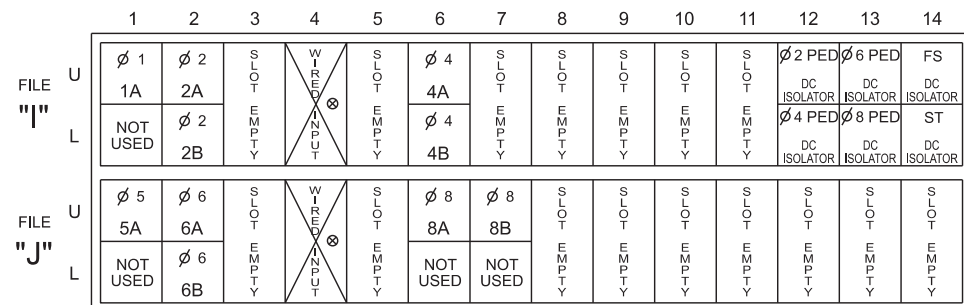 1 2 3 4 5 6 7 8 9 10 11 12 13 14
FILE "I"
U
Ø 1 1A
Ø 2 2A
SLOT EMPTY
WIRED INPUT ⊗
SLOT EMPTY
Ø 4 4A
SLOT EMPTY
SLOT EMPTY
SLOT EMPTY
SLOT EMPTY
SLOT EMPTY
Ø 2 PED DC ISOLATOR
Ø 6 PED DC ISOLATOR
FS DC ISOLATOR
L
NOT USED
Ø 2 2B
Ø 4 4B
Ø 4 PED DC ISOLATOR
Ø 8 PED DC ISOLATOR
ST DC ISOLATOR
FILE "J"
U
Ø 5 5A
Ø 6 6A
SLOT EMPTY
WIRED INPUT ⊗
SLOT EMPTY
Ø 8 8A
Ø 8 8B
SLOT EMPTY
SLOT EMPTY
SLOT EMPTY
SLOT EMPTY
SLOT EMPTY
SLOT EMPTY
SLOT EMPTY
L
NOT USED
Ø 6 6B
NOT USED
NOT USED